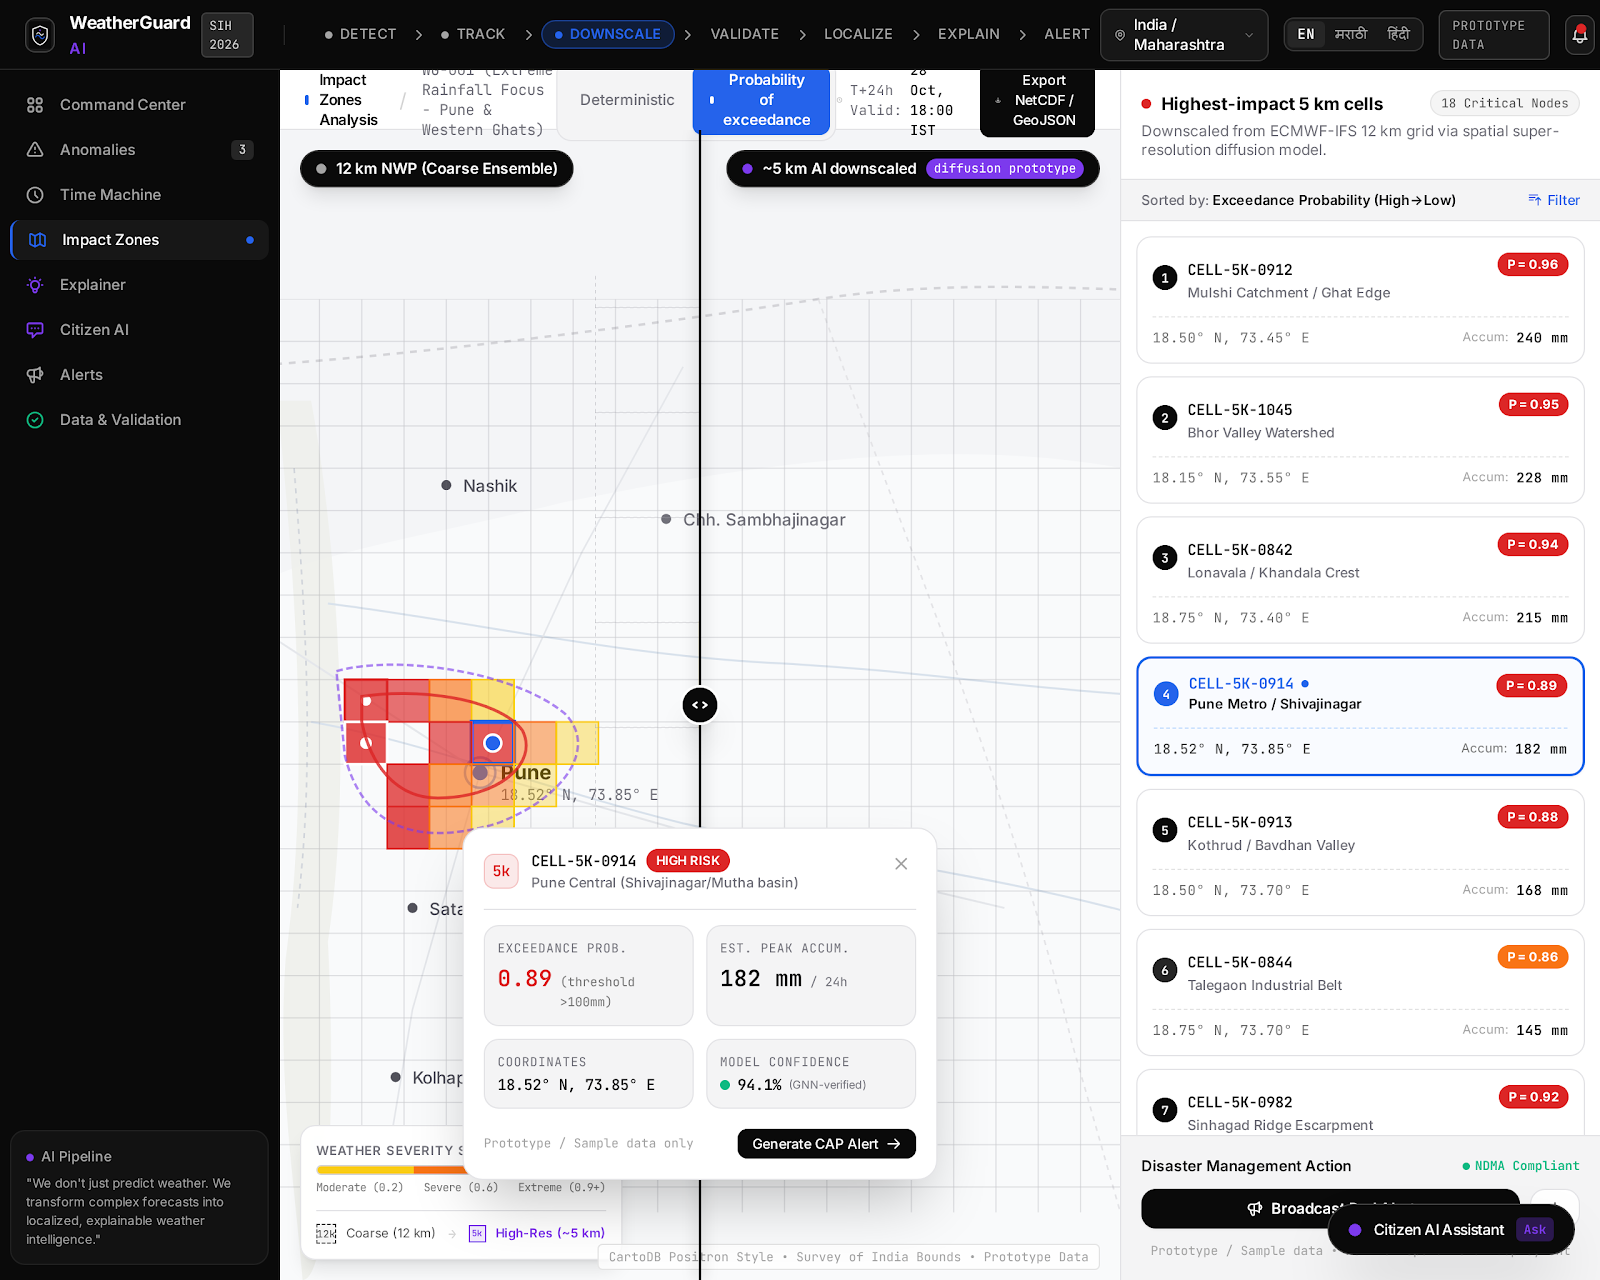 WeatherGuard
AI
SIH
2026
DETECT
TRACK
DOWNSCALE
VALIDATE
LOCALIZE
EXPLAIN
ALERT
India /
Maharashtra
EN
मराठी
हिंदी
PROTOTYPE
DATA
Command Center
Anomalies
3
Time Machine
Impact Zones
Explainer
Citizen AI
Alerts
Data & Validation
AI Pipeline
"We don't just predict weather. We
transform complex forecasts into
localized, explainable weather
intelligence."
Impact
Zones
Analysis
/
Rainfall Focus
- Pune &
Western Ghats)
Deterministic
Probability
of
exceedance
T+24h
Valid:
Oct,
18:00
IST
Export
NetCDF /
GeoJSON
12 km NWP (Coarse Ensemble)
~5 km AI downscaled
diffusion prototype
Nashik
Chh. Sambhajinagar
Pune
18.52° N, 73.85° E
5k
CELL-5K-0914
HIGH RISK
Pune Central (Shivajinagar/Mutha basin)
EXCEEDANCE PROB.
0.89 (threshold
>100mm)
EST. PEAK ACCUM.
182 mm / 24h
COORDINATES
18.52° N, 73.85° E
MODEL CONFIDENCE
94.1% (GNN-verified)
Prototype / Sample data only
Generate CAP Alert →
WEATHER SEVERITY
Moderate (0.2)
Severe (0.6)
Extreme (0.9+)
12k
Coarse (12 km)
→
5k
High-Res (~5 km)
CartoDB Positron Style • Survey of India Bounds • Prototype Data
Highest-impact 5 km cells
18 Critical Nodes
Downscaled from ECMWF-IFS 12 km grid via spatial super-
resolution diffusion model.
Sorted by: Exceedance Probability (High→Low)
Filter
1
CELL-5K-0912
P = 0.96
Mulshi Catchment / Ghat Edge
18.50° N, 73.45° E
Accum: 240 mm
2
CELL-5K-1045
P = 0.95
Bhor Valley Watershed
18.15° N, 73.55° E
Accum: 228 mm
3
CELL-5K-0842
P = 0.94
Lonavala / Khandala Crest
18.75° N, 73.40° E
Accum: 215 mm
4
CELL-5K-0914
P = 0.89
Pune Metro / Shivajinagar
18.52° N, 73.85° E
Accum: 182 mm
5
CELL-5K-0913
P = 0.88
Kothrud / Bavdhan Valley
18.50° N, 73.70° E
Accum: 168 mm
6
CELL-5K-0844
P = 0.86
Talegaon Industrial Belt
18.75° N, 73.70° E
Accum: 145 mm
7
CELL-5K-0982
P = 0.92
Sinhagad Ridge Escarpment
Disaster Management Action
NDMA Compliant
Broadcast
Citizen AI Assistant
Ask
Prototype / Sample data